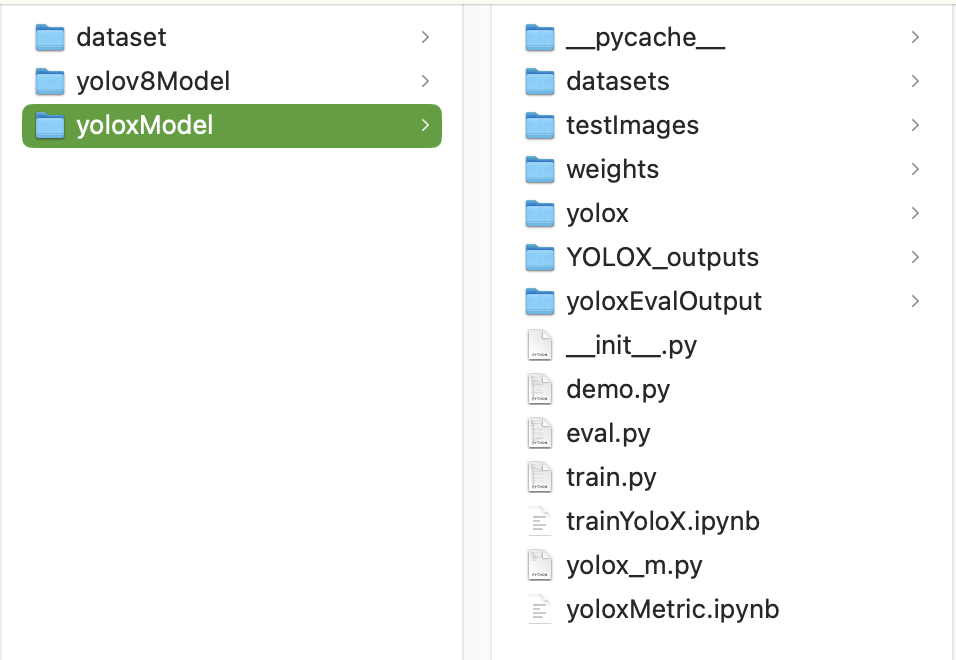 dataset
yolov8Model
yoloxModel
__pycache__
datasets
testImages
weights
yolox
YOLOX_outputs
yoloxEvalOutput
__init__.py
demo.py
eval.py
train.py
trainYoloX.ipynb
yolox_m.py
yoloxMetric.ipynb